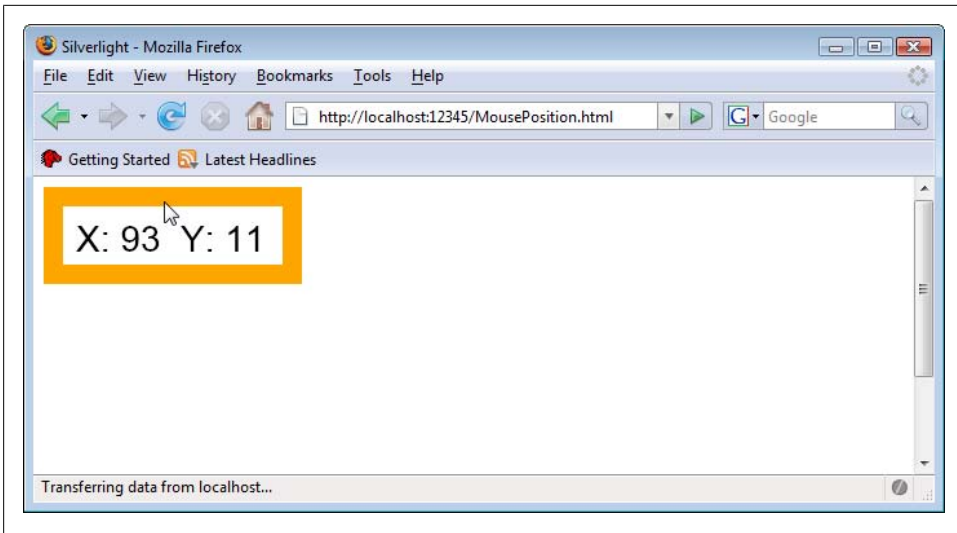 Silverlight - Mozilla Firefox
File Edit View History Bookmarks Tools Help
http://localhost:12345/MousePosition.html
G Google
Getting Started Latest Headlines
X: 93 Y: 11
Transferring data from localhost...